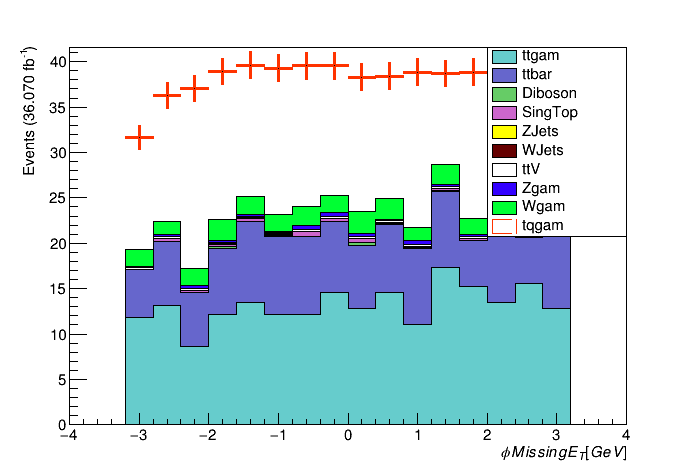 Events (36.070 fb⁻¹)
40
35
30
25
20
15
10
5
0
ttgam
ttbar
Diboson
SingTop
ZJets
WJets
ttV
Zgam
Wgam
tqgam
−4 −3 −2 −1 0 1 2 3 4
ϕMissingE_T[GeV]